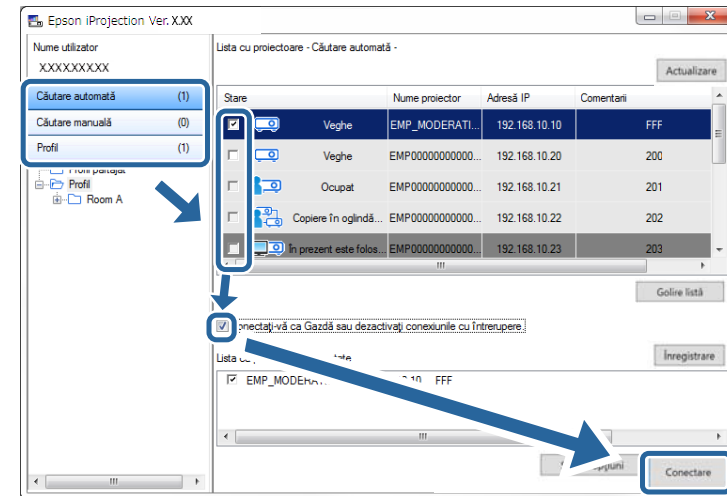 Epson iProjection Ver. X.XX
Nume utilizator
XXXXXXXXX
Căutare automată (1)
Căutare manuală (0)
Profil (1)
Profil partajat
Profil
Room A
Lista cu proiectoare - Căutare automată -
Actualizare
Stare Nume proiector Adresă IP Comentarii
Veghe EMP_MODERATI... 192.168.10.10 FFF
Veghe EMP00000000000... 192.168.10.20 200
Ocupat EMP00000000000... 192.168.10.21 201
Copiere în oglindă... EMP00000000000... 192.168.10.22 202
În prezent este folos... EMP00000000000... 192.168.10.23 203
Golire listă
onectați-vă ca Gazdă sau dezactivați conexiunile cu întrerupere.
Lista
Înregistrare
EMP_MODERAT 10 FFF
Conectare